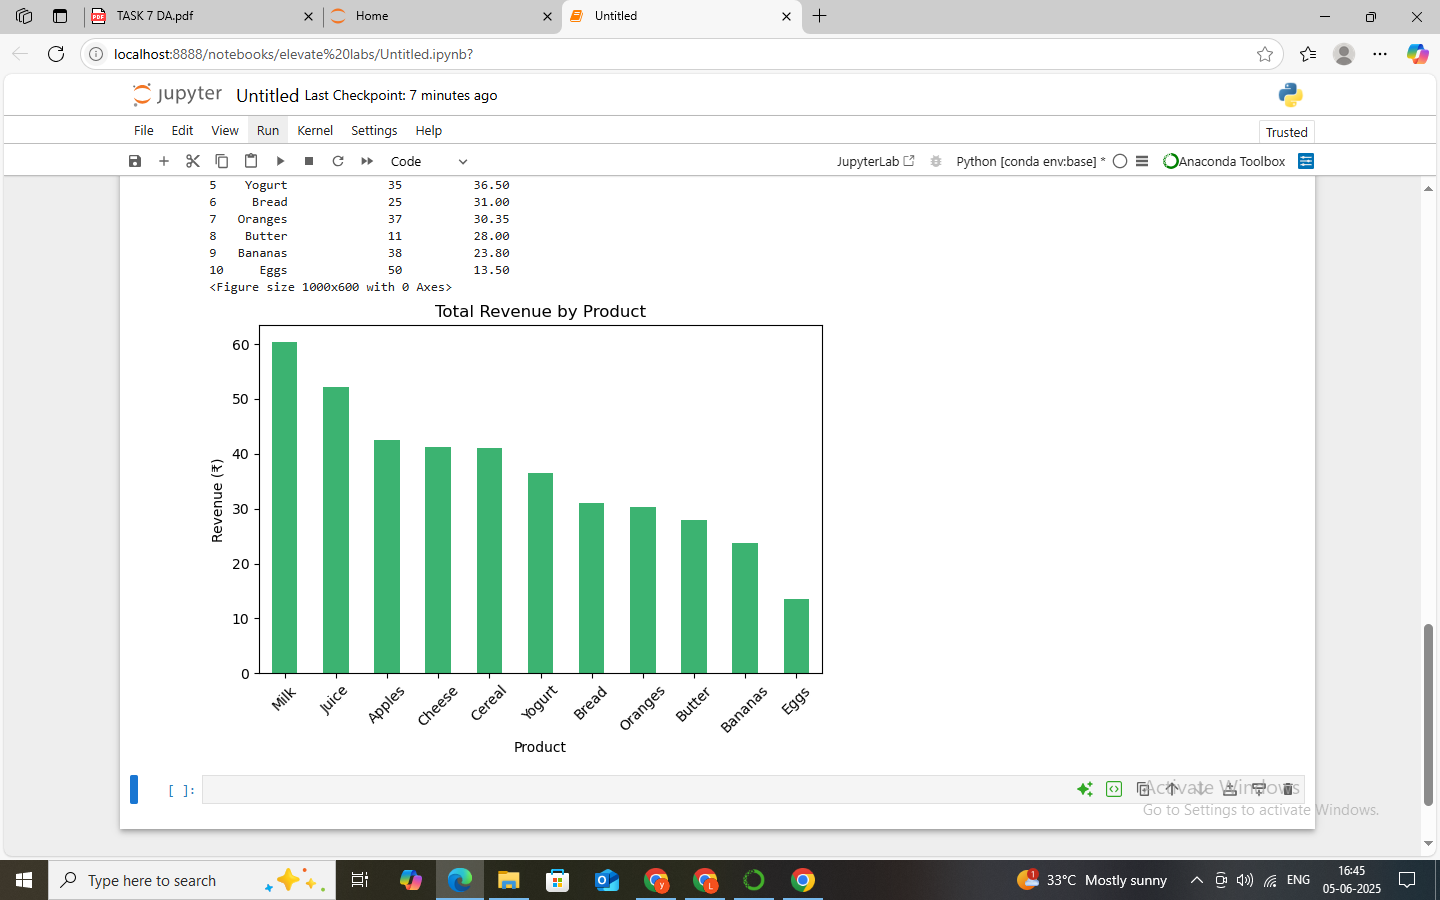 TASK 7 DA.pdf
Home
Untitled
localhost:8888/notebooks/elevate%20labs/Untitled.ipynb?
jupyter Untitled Last Checkpoint: 7 minutes ago
File Edit View Run Kernel Settings Help
Trusted
Code
JupyterLab
Python [conda env:base] *
Anaconda Toolbox
5 Yogurt 35 36.50
6 Bread 25 31.00
7 Oranges 37 30.35
8 Butter 11 28.00
9 Bananas 38 23.80
10 Eggs 50 13.50
<Figure size 1000x600 with 0 Axes>
Total Revenue by Product
60
50
40
30
20
10
0
Revenue (₹)
Milk Juice Apples Cheese Cereal Yogurt Bread Oranges Butter Bananas Eggs
Product
[ ]:
Activate Windows
Go to Settings to activate Windows.
Type here to search
1
33°C Mostly sunny
ENG
16:45
05-06-2025